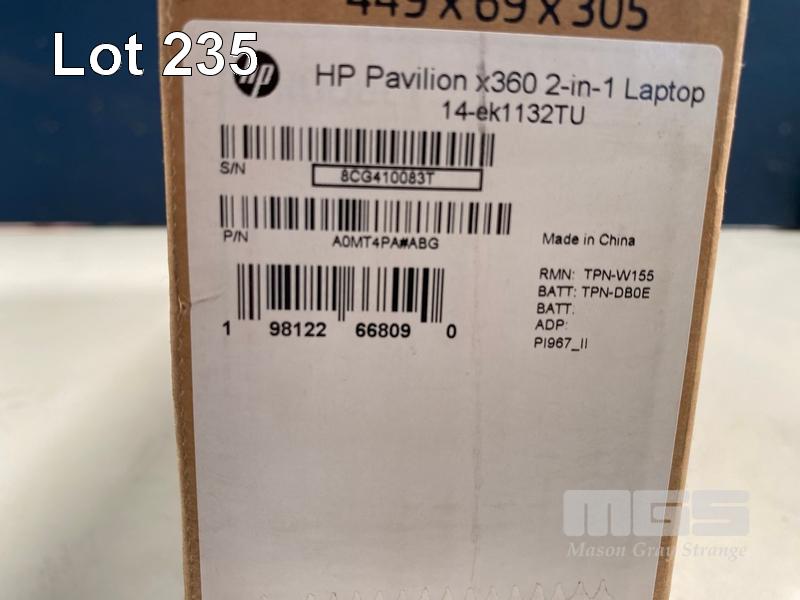 449 x 69 x 305
Lot 235
hp
HP Pavilion x360 2-in-1 Laptop
14-ek1132TU
S/N
8CG410083T
P/N
A0MT4PA#ABG
Made in China
RMN: TPN-W155
BATT: TPN-DB0E
BATT.
ADP:
PI967_II
1 98122 66809 0
MGS
Mason Gray Strange